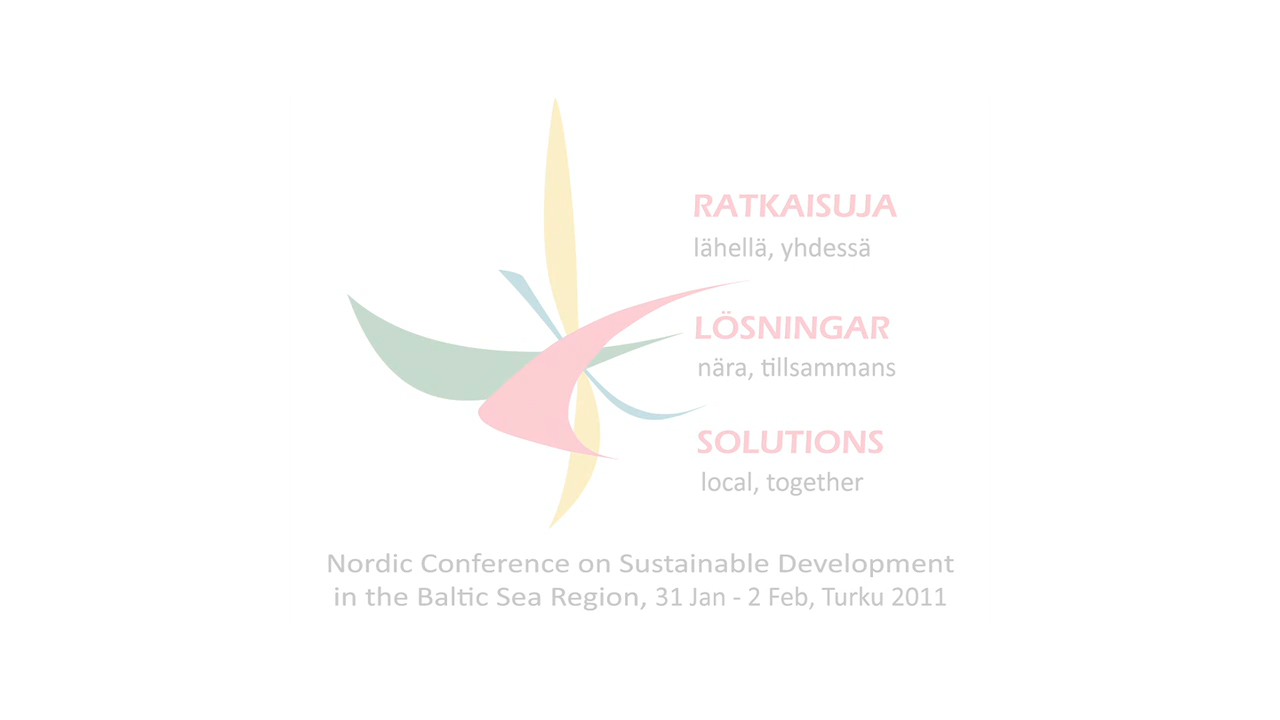 RATKAISUJA
lähellä, yhdessä
LÖSNINGAR
nära, tillsammans
SOLUTIONS
local, together
Nordic Conference on Sustainable Development
in the Baltic Sea Region, 31 Jan - 2 Feb, Turku 2011